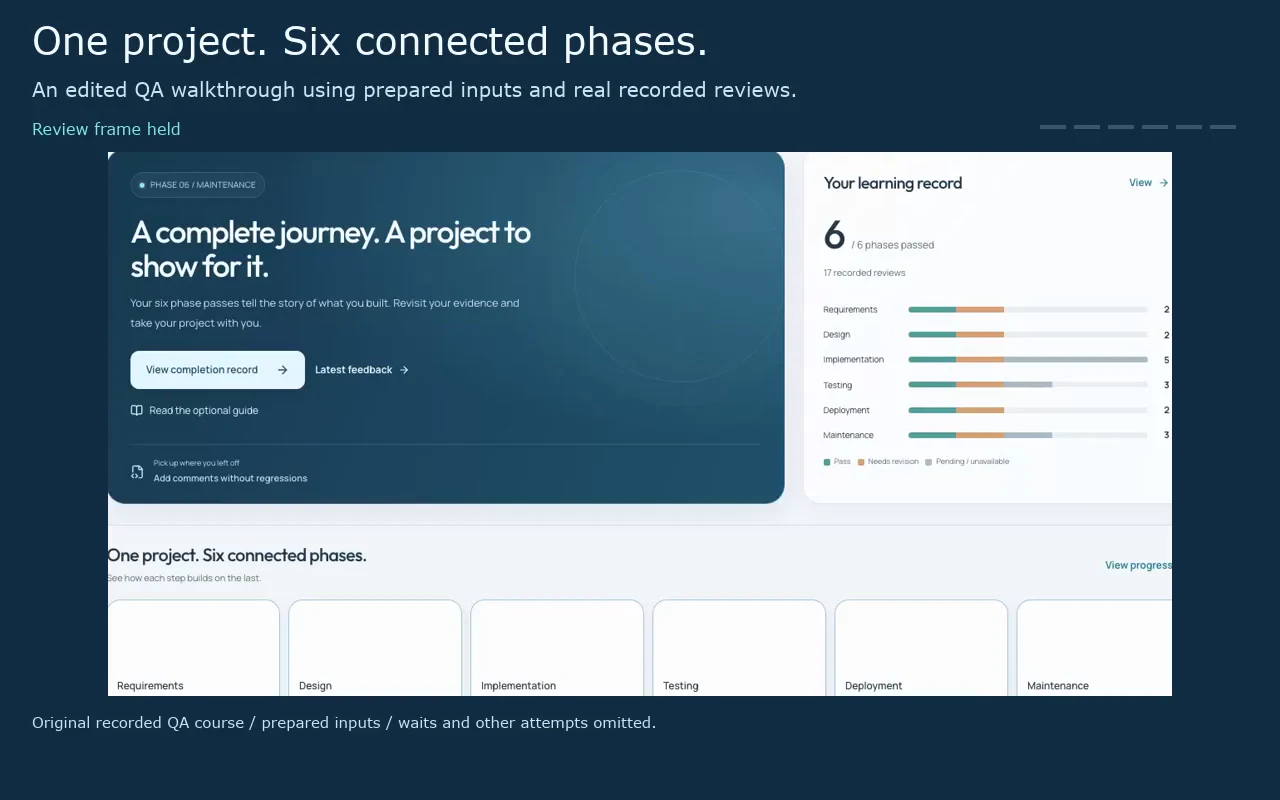 One project. Six connected phases.
An edited QA walkthrough using prepared inputs and real recorded reviews.
Review frame held
PHASE 06 / MAINTENANCE
A complete journey. A project to
show for it.
Your six phase passes tell the story of what you built. Revisit your evidence and
take your project with you.
View completion record
Latest feedback
Read the optional guide
Pick up where you left off
Add comments without regressions
Your learning record
View
6 / 6 phases passed
17 recorded reviews
Requirements 2
Design 2
Implementation 5
Testing 3
Deployment 2
Maintenance 3
Pass Needs revision Pending / unavailable
One project. Six connected phases.
See how each step builds on the last.
View progress
Requirements
Design
Implementation
Testing
Deployment
Maintenance
Original recorded QA course / prepared inputs / waits and other attempts omitted.